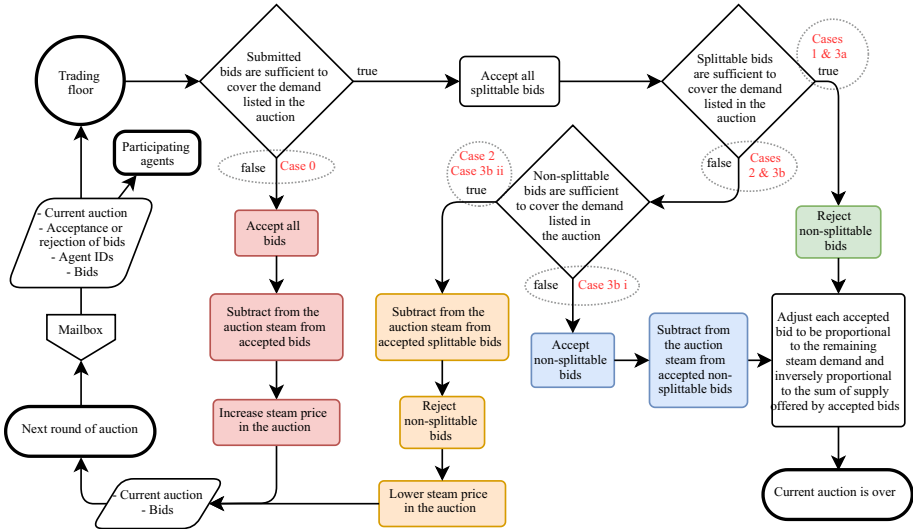 Trading
floor
Submitted
bids are sufficient to
cover the demand
listed in the
auction
true
Accept all
splittable bids
Splittable bids
are sufficient to
cover the demand
listed in the
auction
Cases
1 & 3a
true
Participating
agents
false
Case 0
Case 2
Case 3b ii
true
Non-splittable
bids are sufficient
to cover the demand
listed in
the auction
false
Cases
2 & 3b
- Current auction
- Acceptance or
rejection of bids
- Agent IDs
- Bids
Accept all
bids
Reject
non-splittable
bids
false
Case 3b i
Mailbox
Subtract from the
auction steam from
accepted bids
Subtract from the
auction steam from
accepted splittable bids
Accept
non-splittable
bids
Subtract from
the auction
steam from
accepted non-
splittable bids
Adjust each accepted
bid to be proportional
to the remaining
steam demand and
inversely proportional
to the sum of supply
offered by accepted bids
Next round of auction
Increase steam price
in the auction
Reject
non-splittable
bids
- Current auction
- Bids
Lower steam price
in the auction
Current auction is over